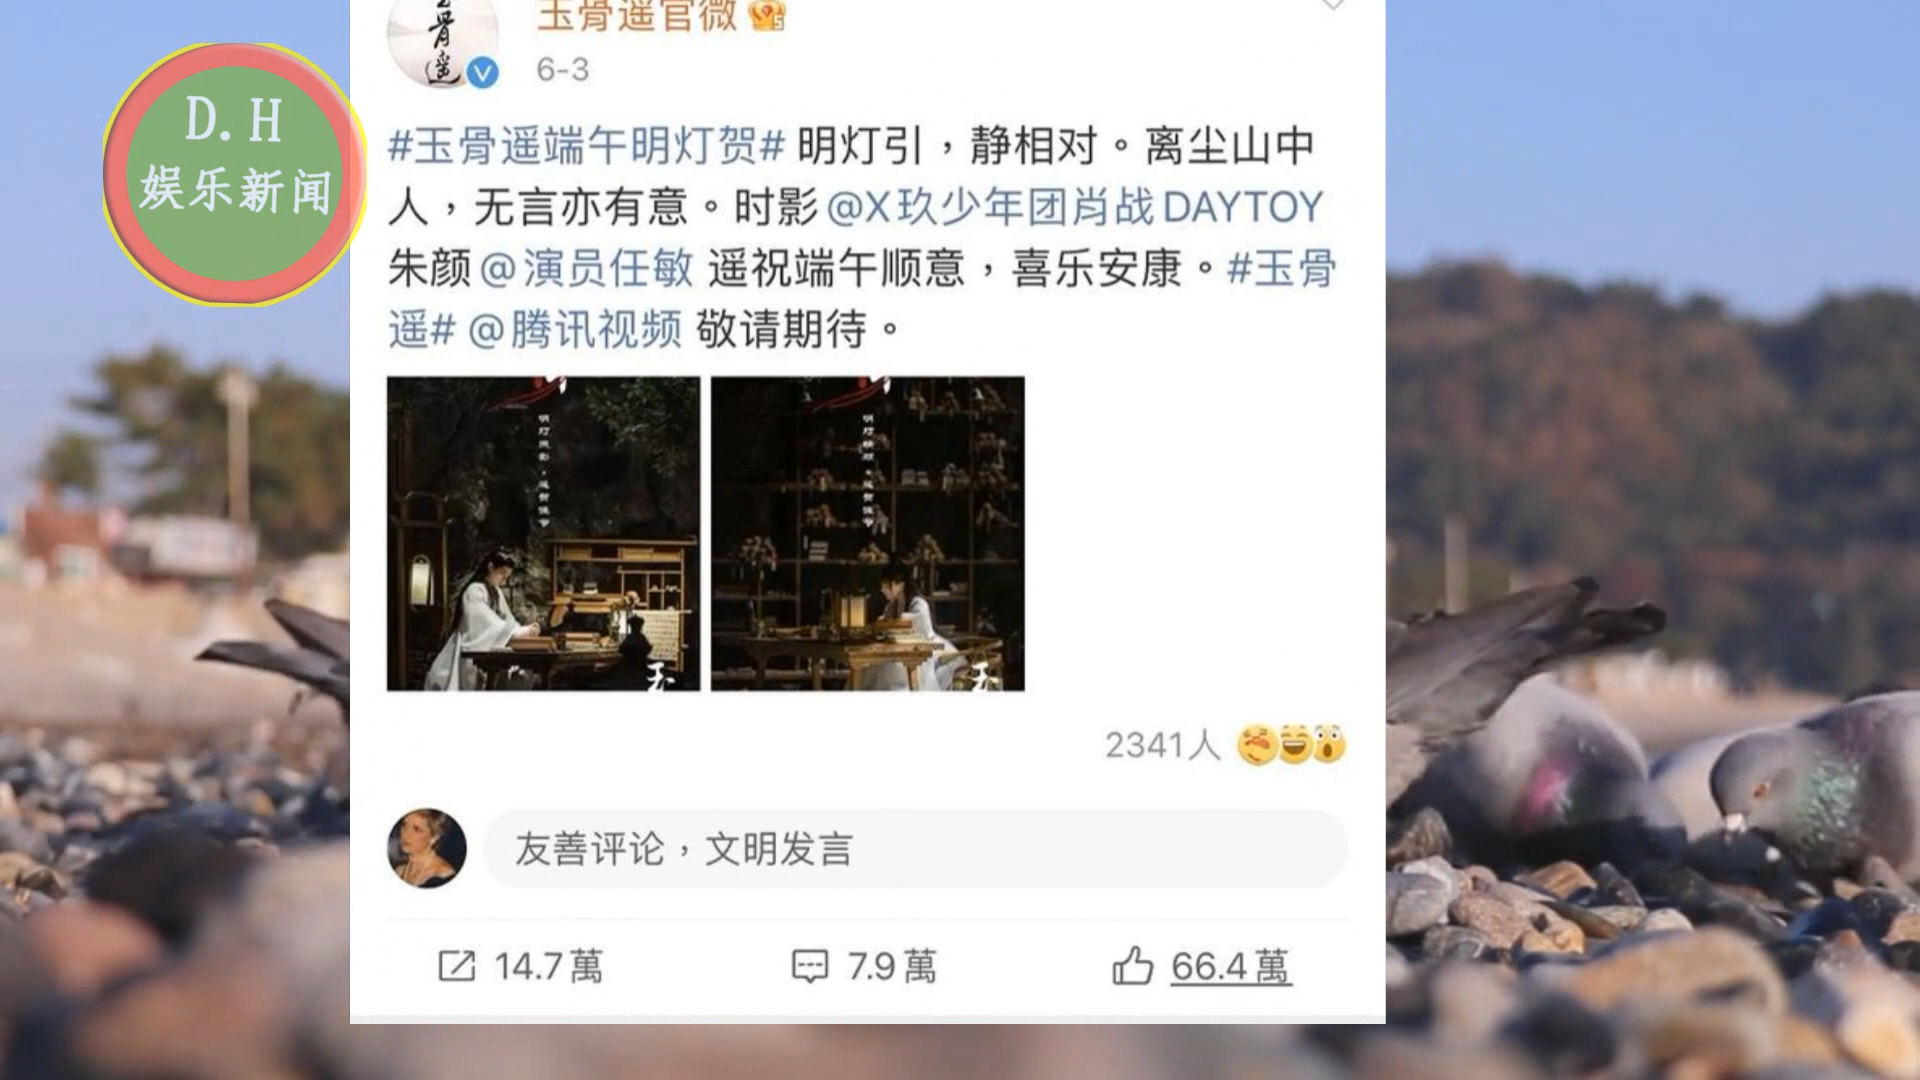 D.H
娱乐新闻
玉骨遥官微
6-3
#玉骨遥端午明灯贺# 明灯引，静相对。离尘山中
人，无言亦有意。时影 @X玖少年团肖战DAYTOY
朱颜 @演员任敏 遥祝端午顺意，喜乐安康。#玉骨
遥# @腾讯视频 敬请期待。
玉
玉
2341人
友善评论，文明发言
14.7萬
7.9萬
66.4萬